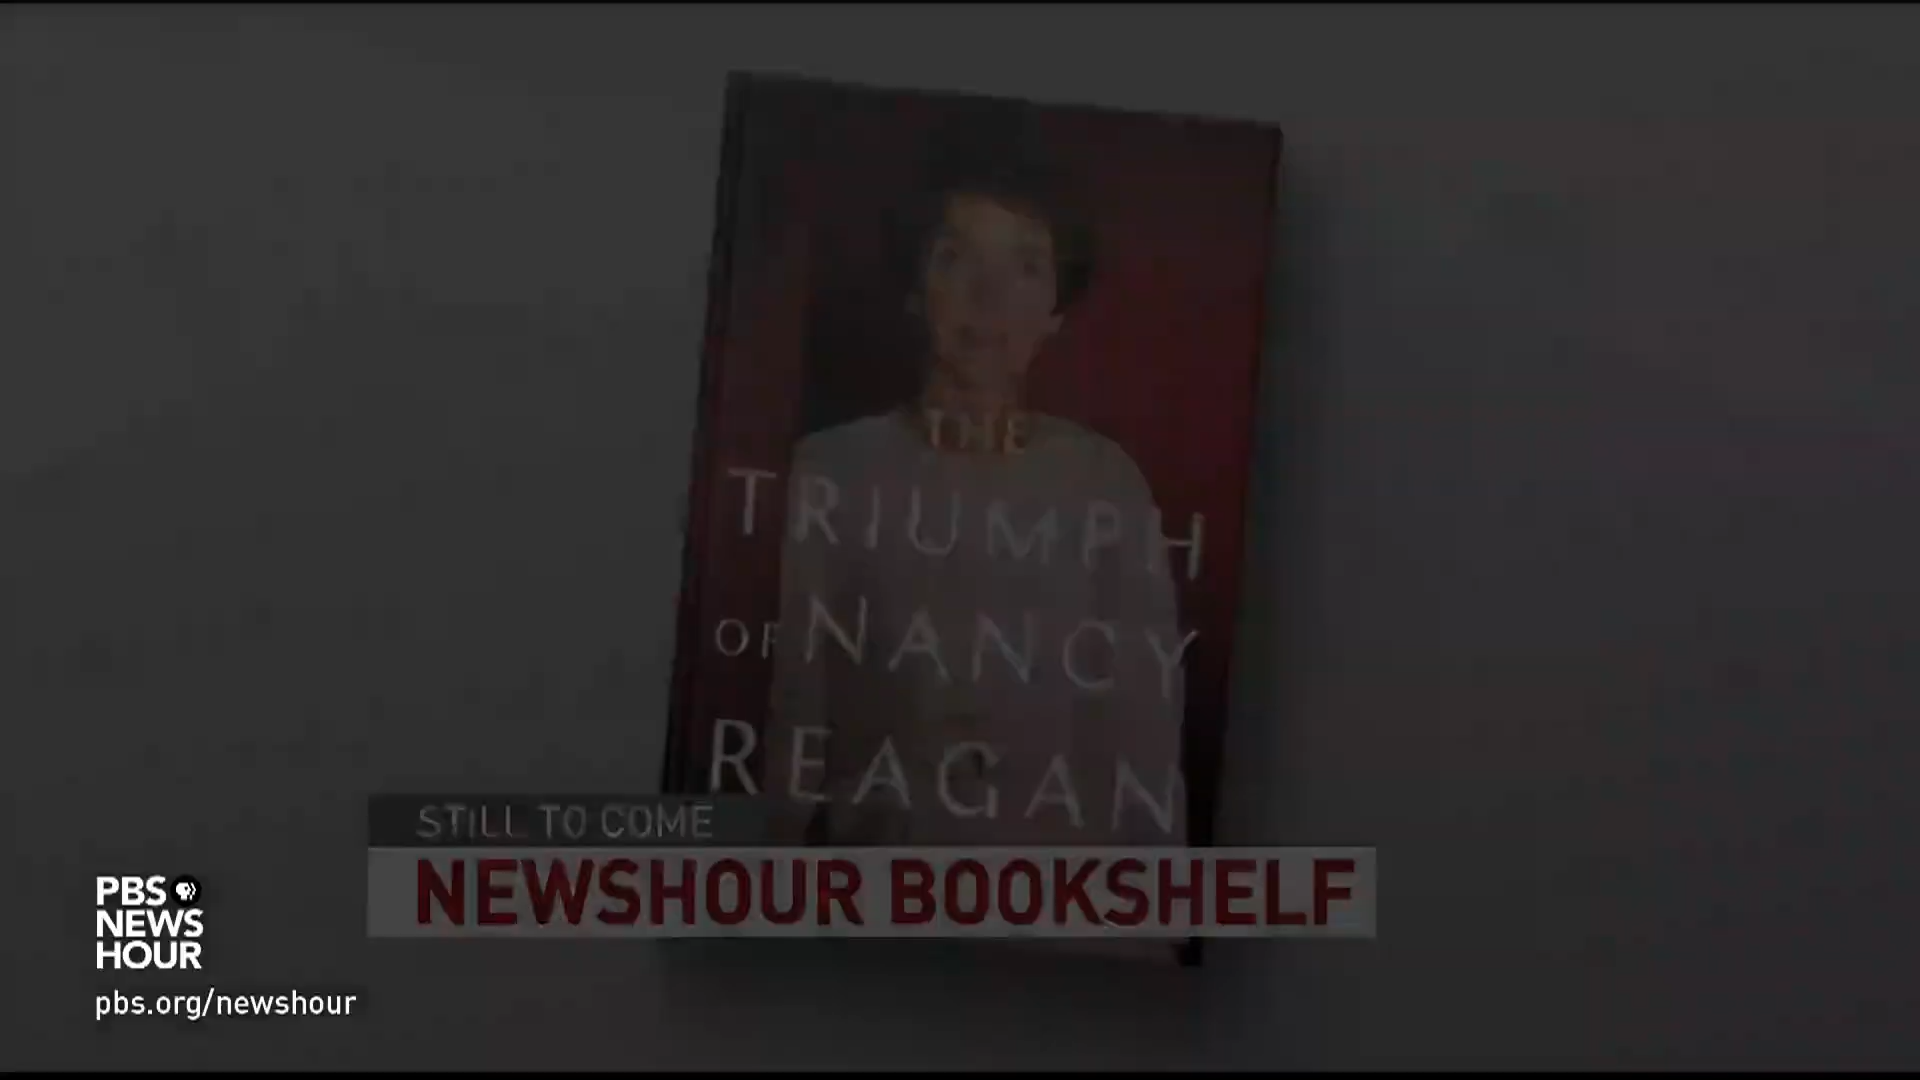 THE
TRIUMPH
OF NANCY
REAGAN
STILL TO COME
NEWSHOUR BOOKSHELF
PBS
NEWS
HOUR
pbs.org/newshour